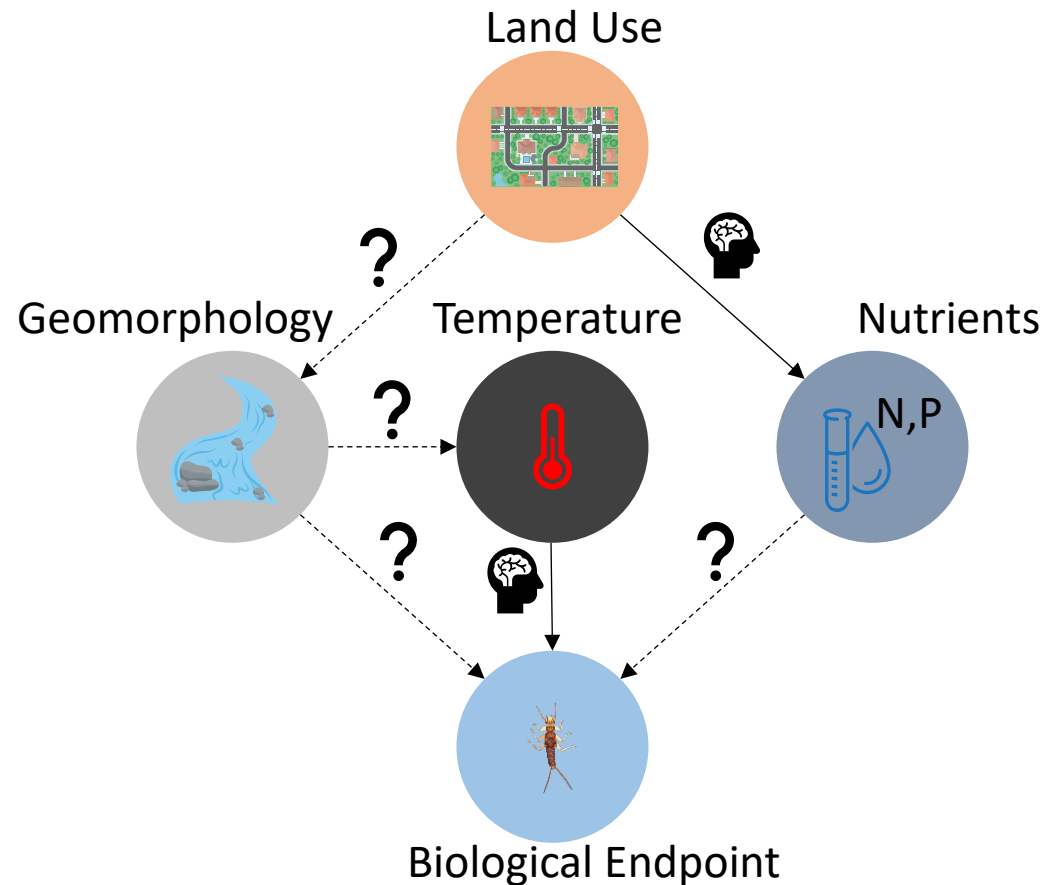 Land Use
?
Geomorphology
Temperature
Nutrients
?
N,P
?
?
Biological Endpoint